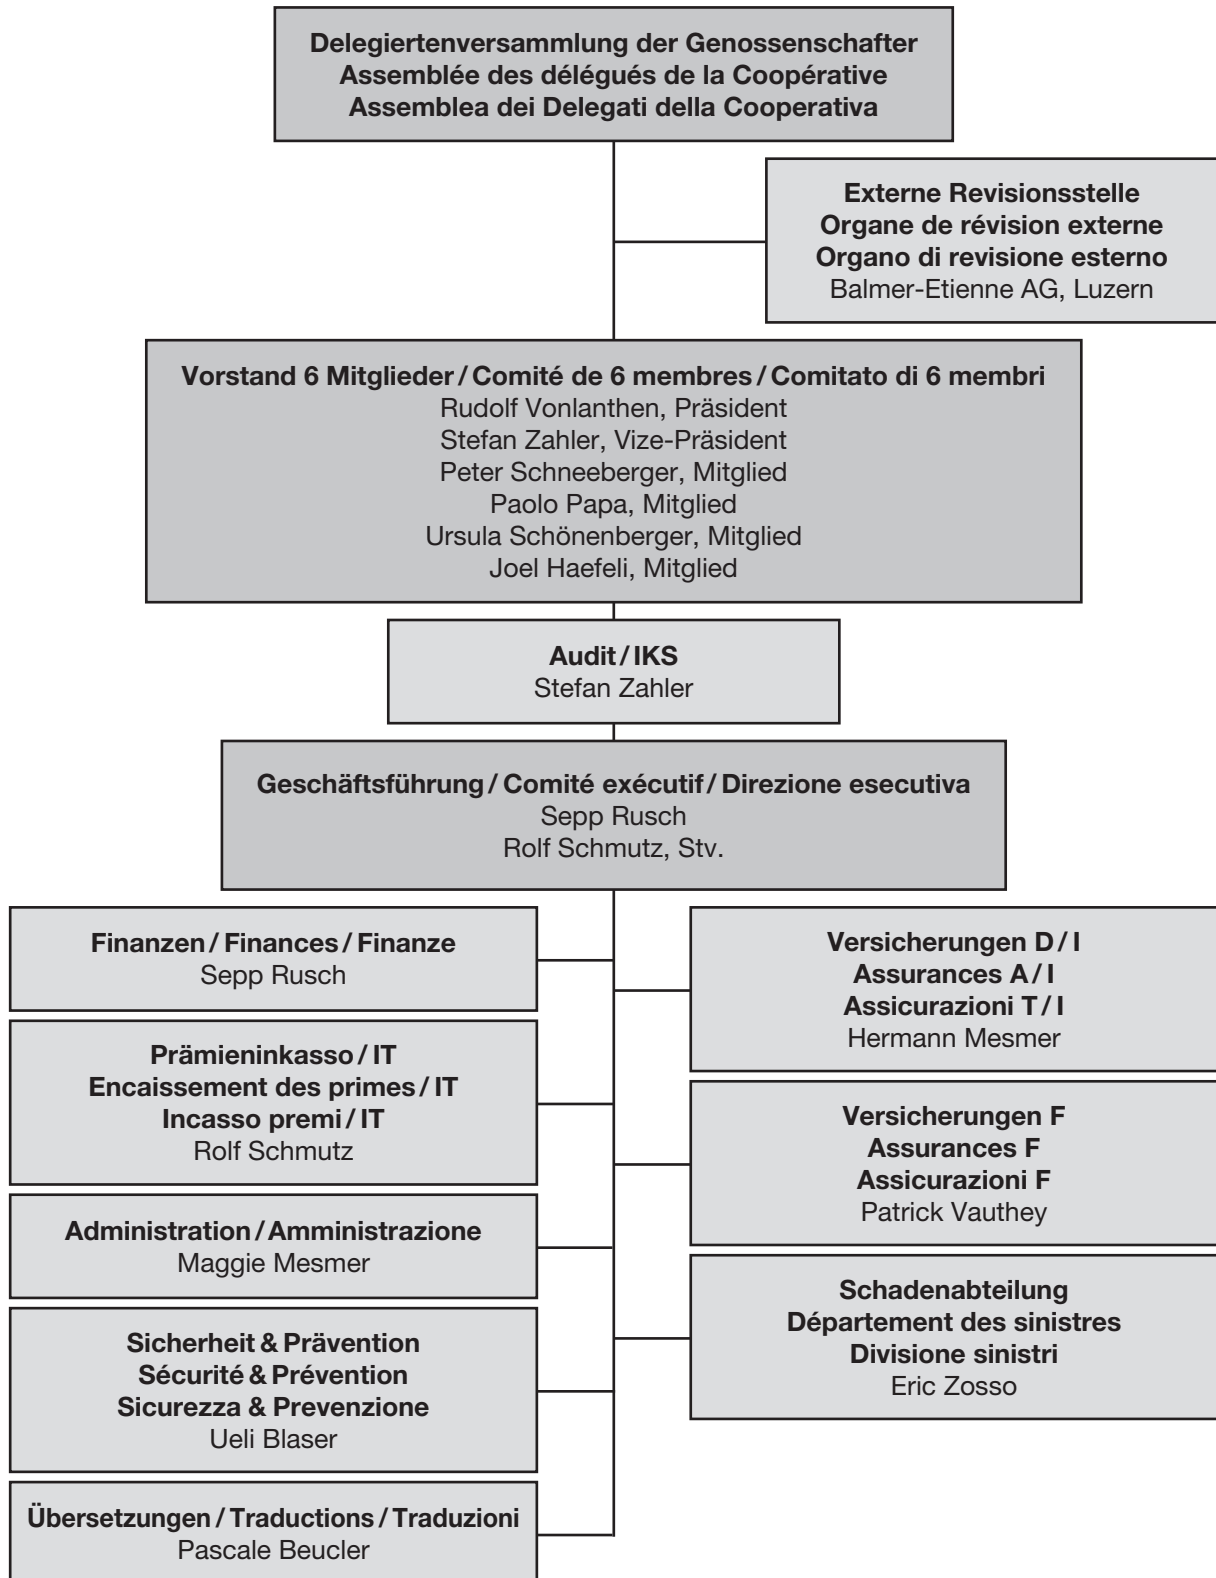 Delegiertenversammlung der Genossenschafter
Assemblée des délégués de la Coopérative
Assemblea dei Delegati della Cooperativa
Externe Revisionsstelle
Organe de révision externe
Organo di revisione esterno
Balmer-Etienne AG, Luzern
Vorstand 6 Mitglieder / Comité de 6 membres / Comitato di 6 membri
Rudolf Vonlanthen, Präsident
Stefan Zahler, Vize-Präsident
Peter Schneeberger, Mitglied
Paolo Papa, Mitglied
Ursula Schönenberger, Mitglied
Joel Haefeli, Mitglied
Audit / IKS
Stefan Zahler
Geschäftsführung / Comité exécutif / Direzione esecutiva
Sepp Rusch
Rolf Schmutz, Stv.
Finanzen / Finances / Finanze
Sepp Rusch
Prämieninkasso / IT
Encaissement des primes / IT
Incasso premi / IT
Rolf Schmutz
Administration / Amministrazione
Maggie Mesmer
Sicherheit & Prävention
Sécurité & Prévention
Sicurezza & Prevenzione
Ueli Blaser
Übersetzungen / Traductions / Traduzioni
Pascale Beucler
Versicherungen D / I
Assurances A / I
Assicurazioni T / I
Hermann Mesmer
Versicherungen F
Assurances F
Assicurazioni F
Patrick Vauthey
Schadenabteilung
Département des sinistres
Divisione sinistri
Eric Zosso